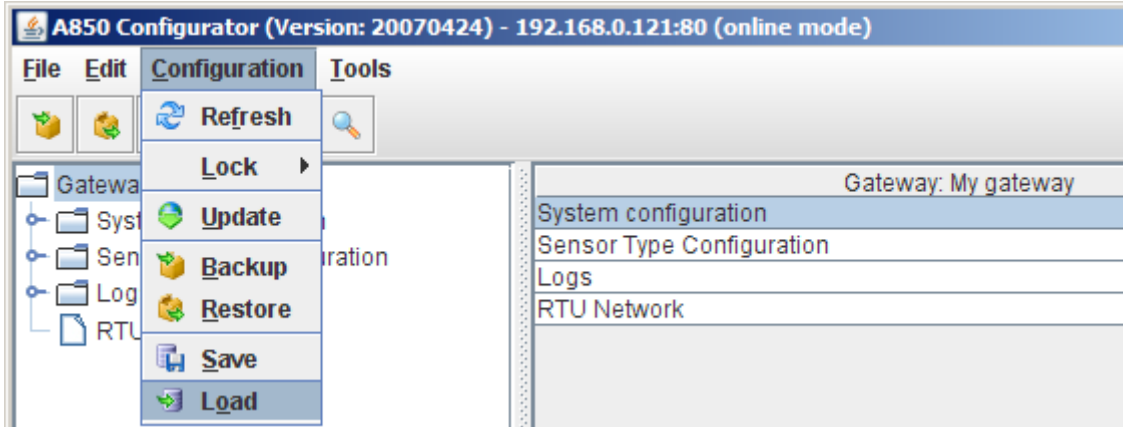 A850 Configurator (Version: 20070424) - 192.168.0.121:80 (online mode)
File Edit Configuration Tools
Refresh
Lock
Update
Backup
Restore
Save
Load
Gatewa
Syst
Sen iration
Log
RTU
Gateway: My gateway
System configuration
Sensor Type Configuration
Logs
RTU Network